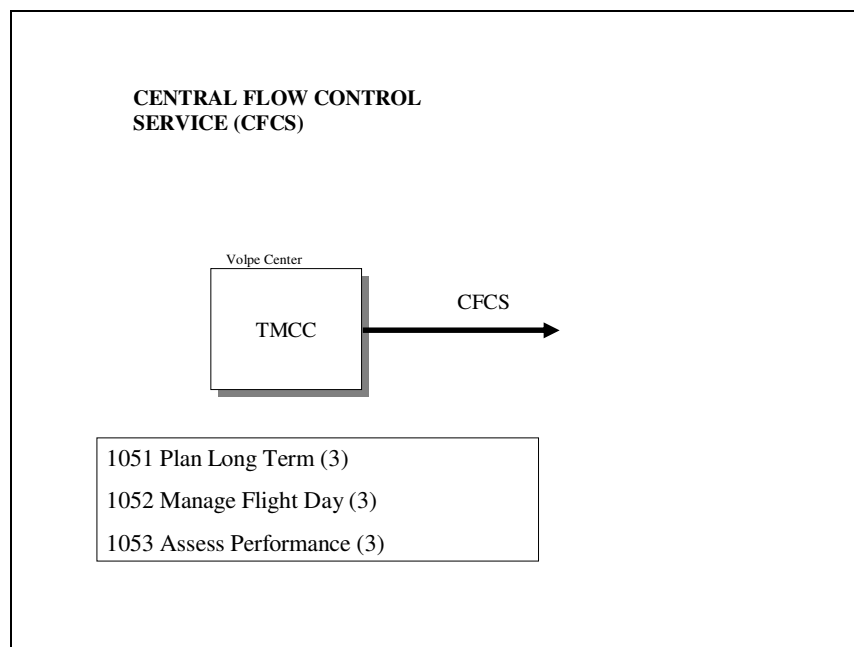 CENTRAL FLOW CONTROL
SERVICE (CFCS)
Volpe Center
TMCC
CFCS
1051 Plan Long Term (3)
1052 Manage Flight Day (3)
1053 Assess Performance (3)